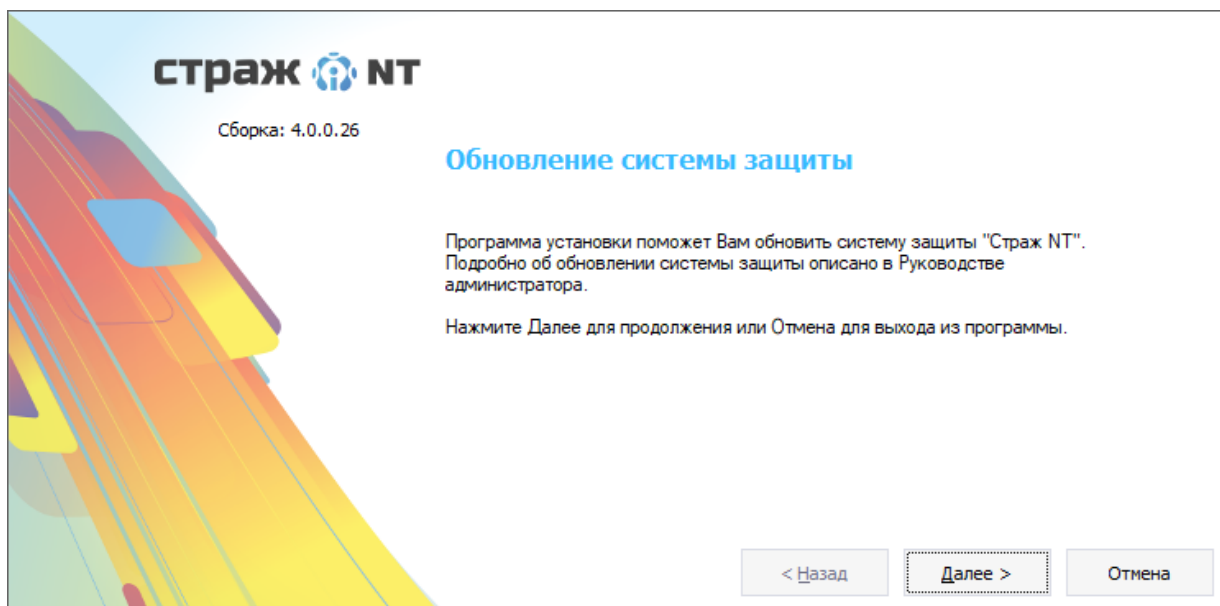 страж NT
Сборка: 4.0.0.26
Обновление системы защиты
Программа установки поможет Вам обновить систему защиты "Страж NT".
Подробно об обновлении системы защиты описано в Руководстве
администратора.
Нажмите Далее для продолжения или Отмена для выхода из программы.
< Назад
Далее >
Отмена